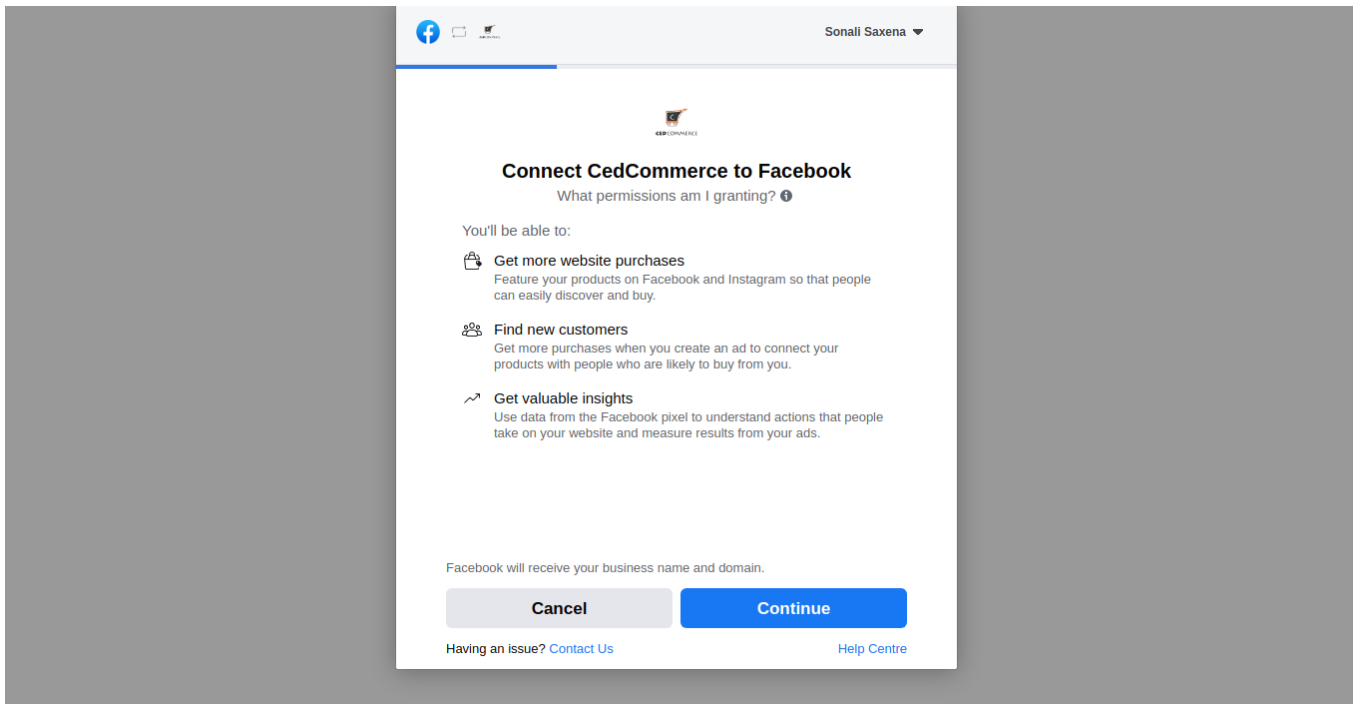 Sonali Saxena
CEDCOMMERCE
Connect CedCommerce to Facebook
What permissions am I granting?
You'll be able to:
Get more website purchases
Feature your products on Facebook and Instagram so that people
can easily discover and buy.
Find new customers
Get more purchases when you create an ad to connect your
products with people who are likely to buy from you.
Get valuable insights
Use data from the Facebook pixel to understand actions that people
take on your website and measure results from your ads.
Facebook will receive your business name and domain.
Cancel Continue
Having an issue? Contact Us Help Centre